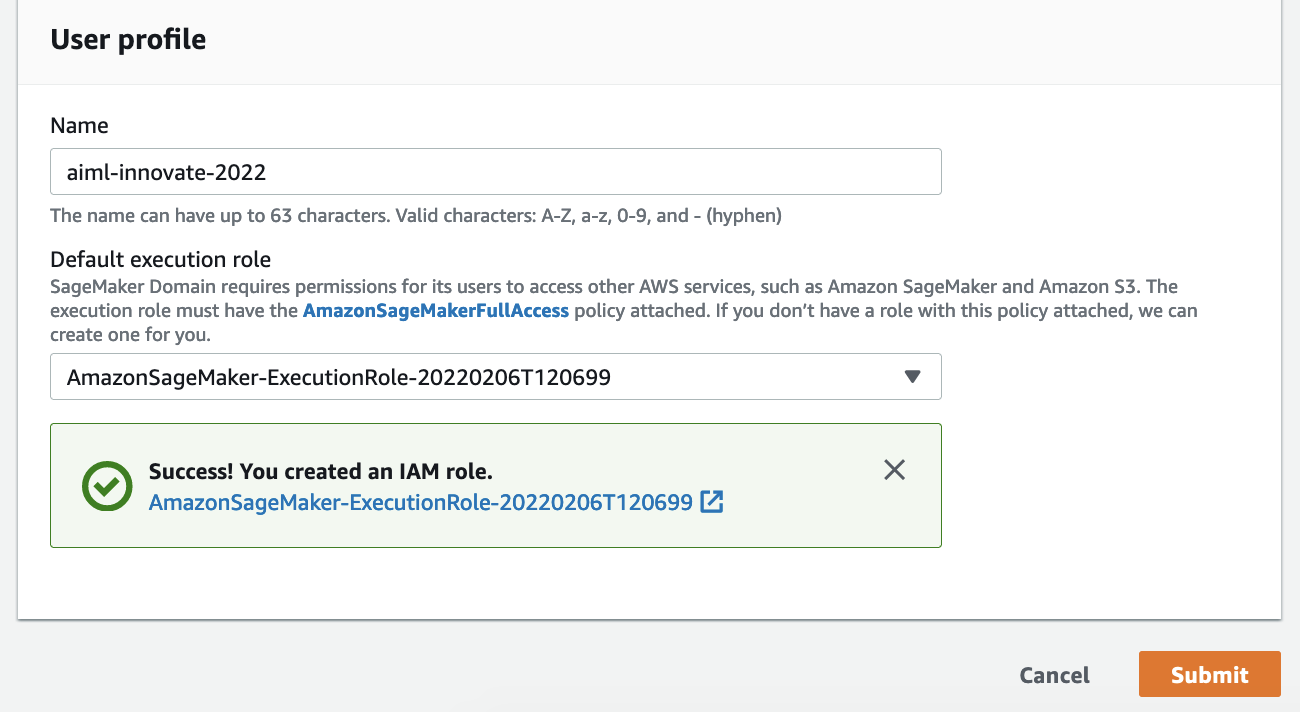 User profile
Name
aiml-innovate-2022
The name can have up to 63 characters. Valid characters: A-Z, a-z, 0-9, and - (hyphen)
Default execution role
SageMaker Domain requires permissions for its users to access other AWS services, such as Amazon SageMaker and Amazon S3. The
execution role must have the AmazonSageMakerFullAccess policy attached. If you don’t have a role with this policy attached, we can
create one for you.
AmazonSageMaker-ExecutionRole-20220206T120699
Success! You created an IAM role.
AmazonSageMaker-ExecutionRole-20220206T120699
Cancel
Submit